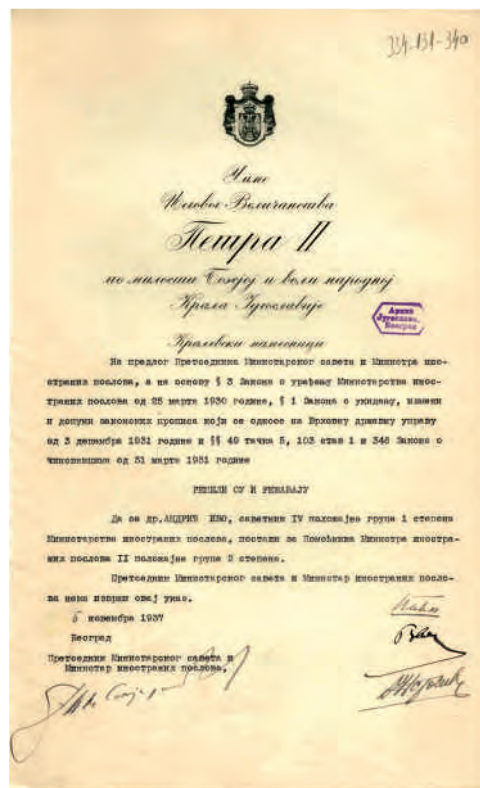 334-131-340
У име
Његовог Величанства
Петра II
по милости Божјој и вољи народној
Краља Југославије
Архив
Југославије,
Београд
Краљевски намесници
На предлог Претседника Министарског савета и Министра ино-
страних послова, а на основу § 3 Закона о уређењу Министарства инос-
траних послова од 25 марта 1930 године, § 1 Закона о укидању, измени
и допуни законских прописа који се односе на Врховну државну управу
од 3 децембра 1931 године и §§ 49 тачка 5, 103 став 1 и 348 Закона о
чиновницима од 31 марта 1931 године
РЕШИЛИ СУ И РЕШАВАЈУ
Да се др.АНДРИЋ ИВО, саветник IV положајне групе 1 степена
Министарства иностраних послова, постави за Помоћника Министра иностра-
них послова II положајне групе 2 степена.
Претседник Министарског савета и Министар иностраних посло-
ва нека изврши овај указ.
5 новембра 1937
Београд
Претседник Министарског савета и
Министар иностраних послова,